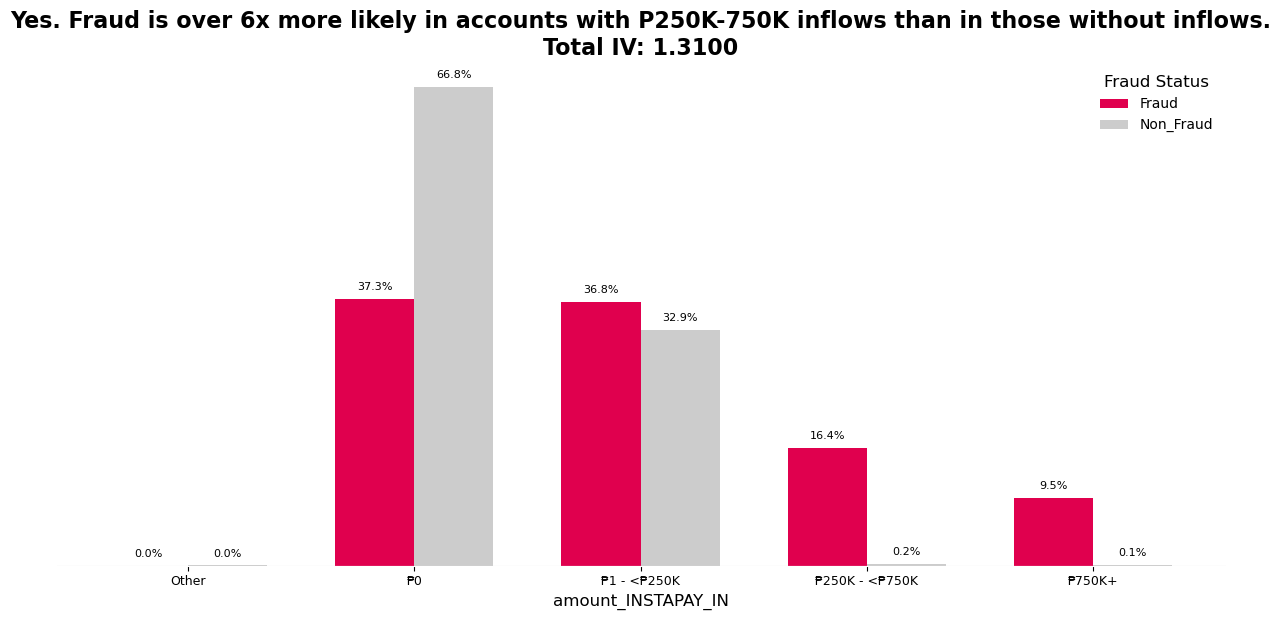 Yes. Fraud is over 6x more likely in accounts with P250K-750K inflows than in those without inflows.
Total IV: 1.3100
Fraud Status
Fraud
Non_Fraud
66.8%
37.3%
36.8%
32.9%
16.4%
9.5%
0.0%
0.0%
0.2%
0.1%
Other
₱0
₱1 - <₱250K
₱250K - <₱750K
₱750K+
amount_INSTAPAY_IN